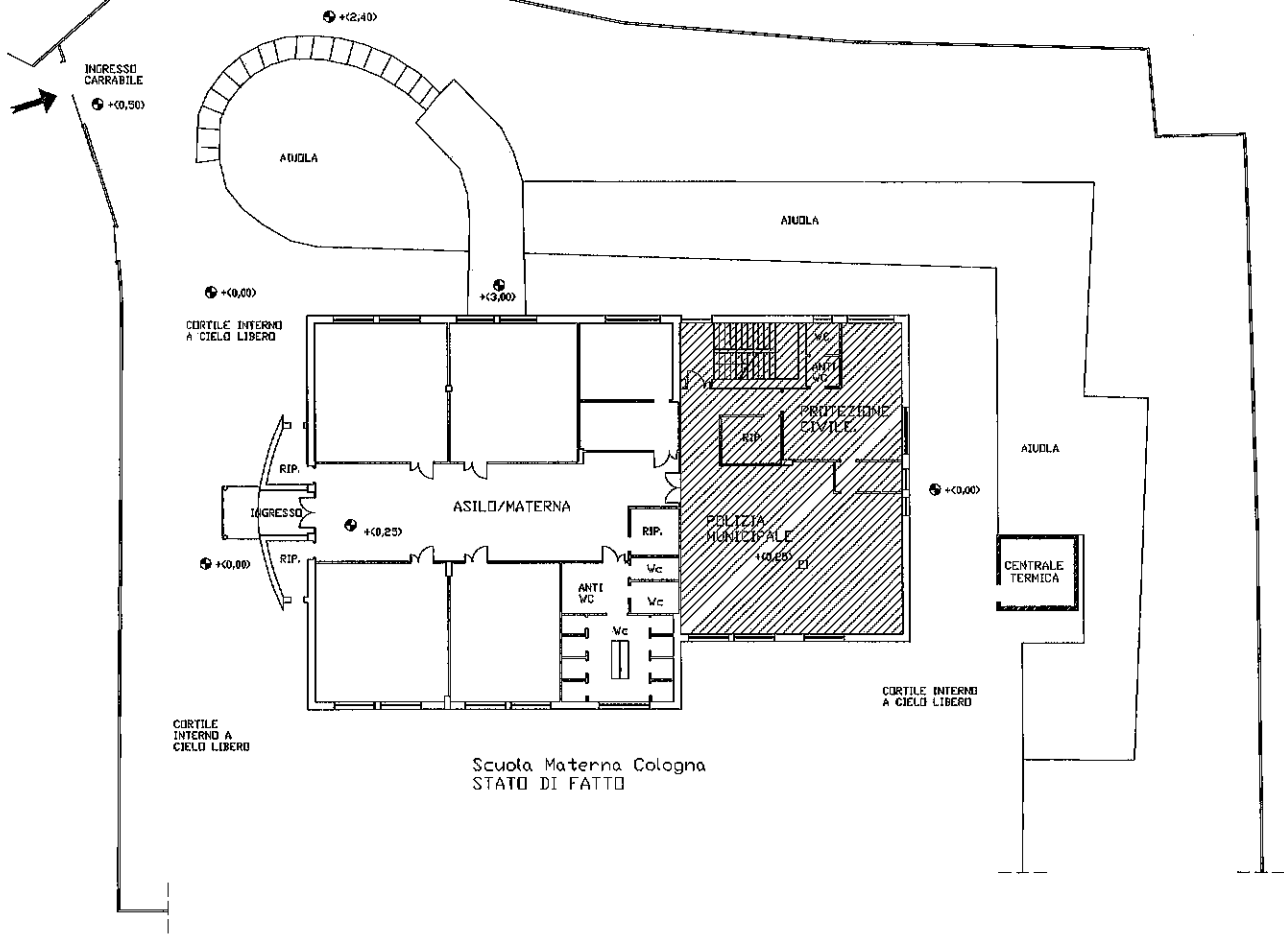 +(2,40)
INGRESSO
CARRABILE
+(0,50)
AIUOLA
AIUOLA
+(0,00)
CORTILE INTERNO
A CIELO LIBERO
+(3,00)
WC
ANTI
WC
PROTEZIONE
CIVILE.
RIP.
AIUOLA
RIP.
INGRESSO
ASILO/MATERNA
+(0,25)
RIP.
POLIZIA
MUNICIPALE
+(0,25)
+(0,00)
+(0,00)
RIP.
Wc
ANTI
WC
Wc
Wc
CENTRALE
TERMICA
CORTILE INTERNO
A CIELO LIBERO
CORTILE
INTERNO A
CIELO LIBERO
Scuola Materna Cologna
STATO DI FATTO